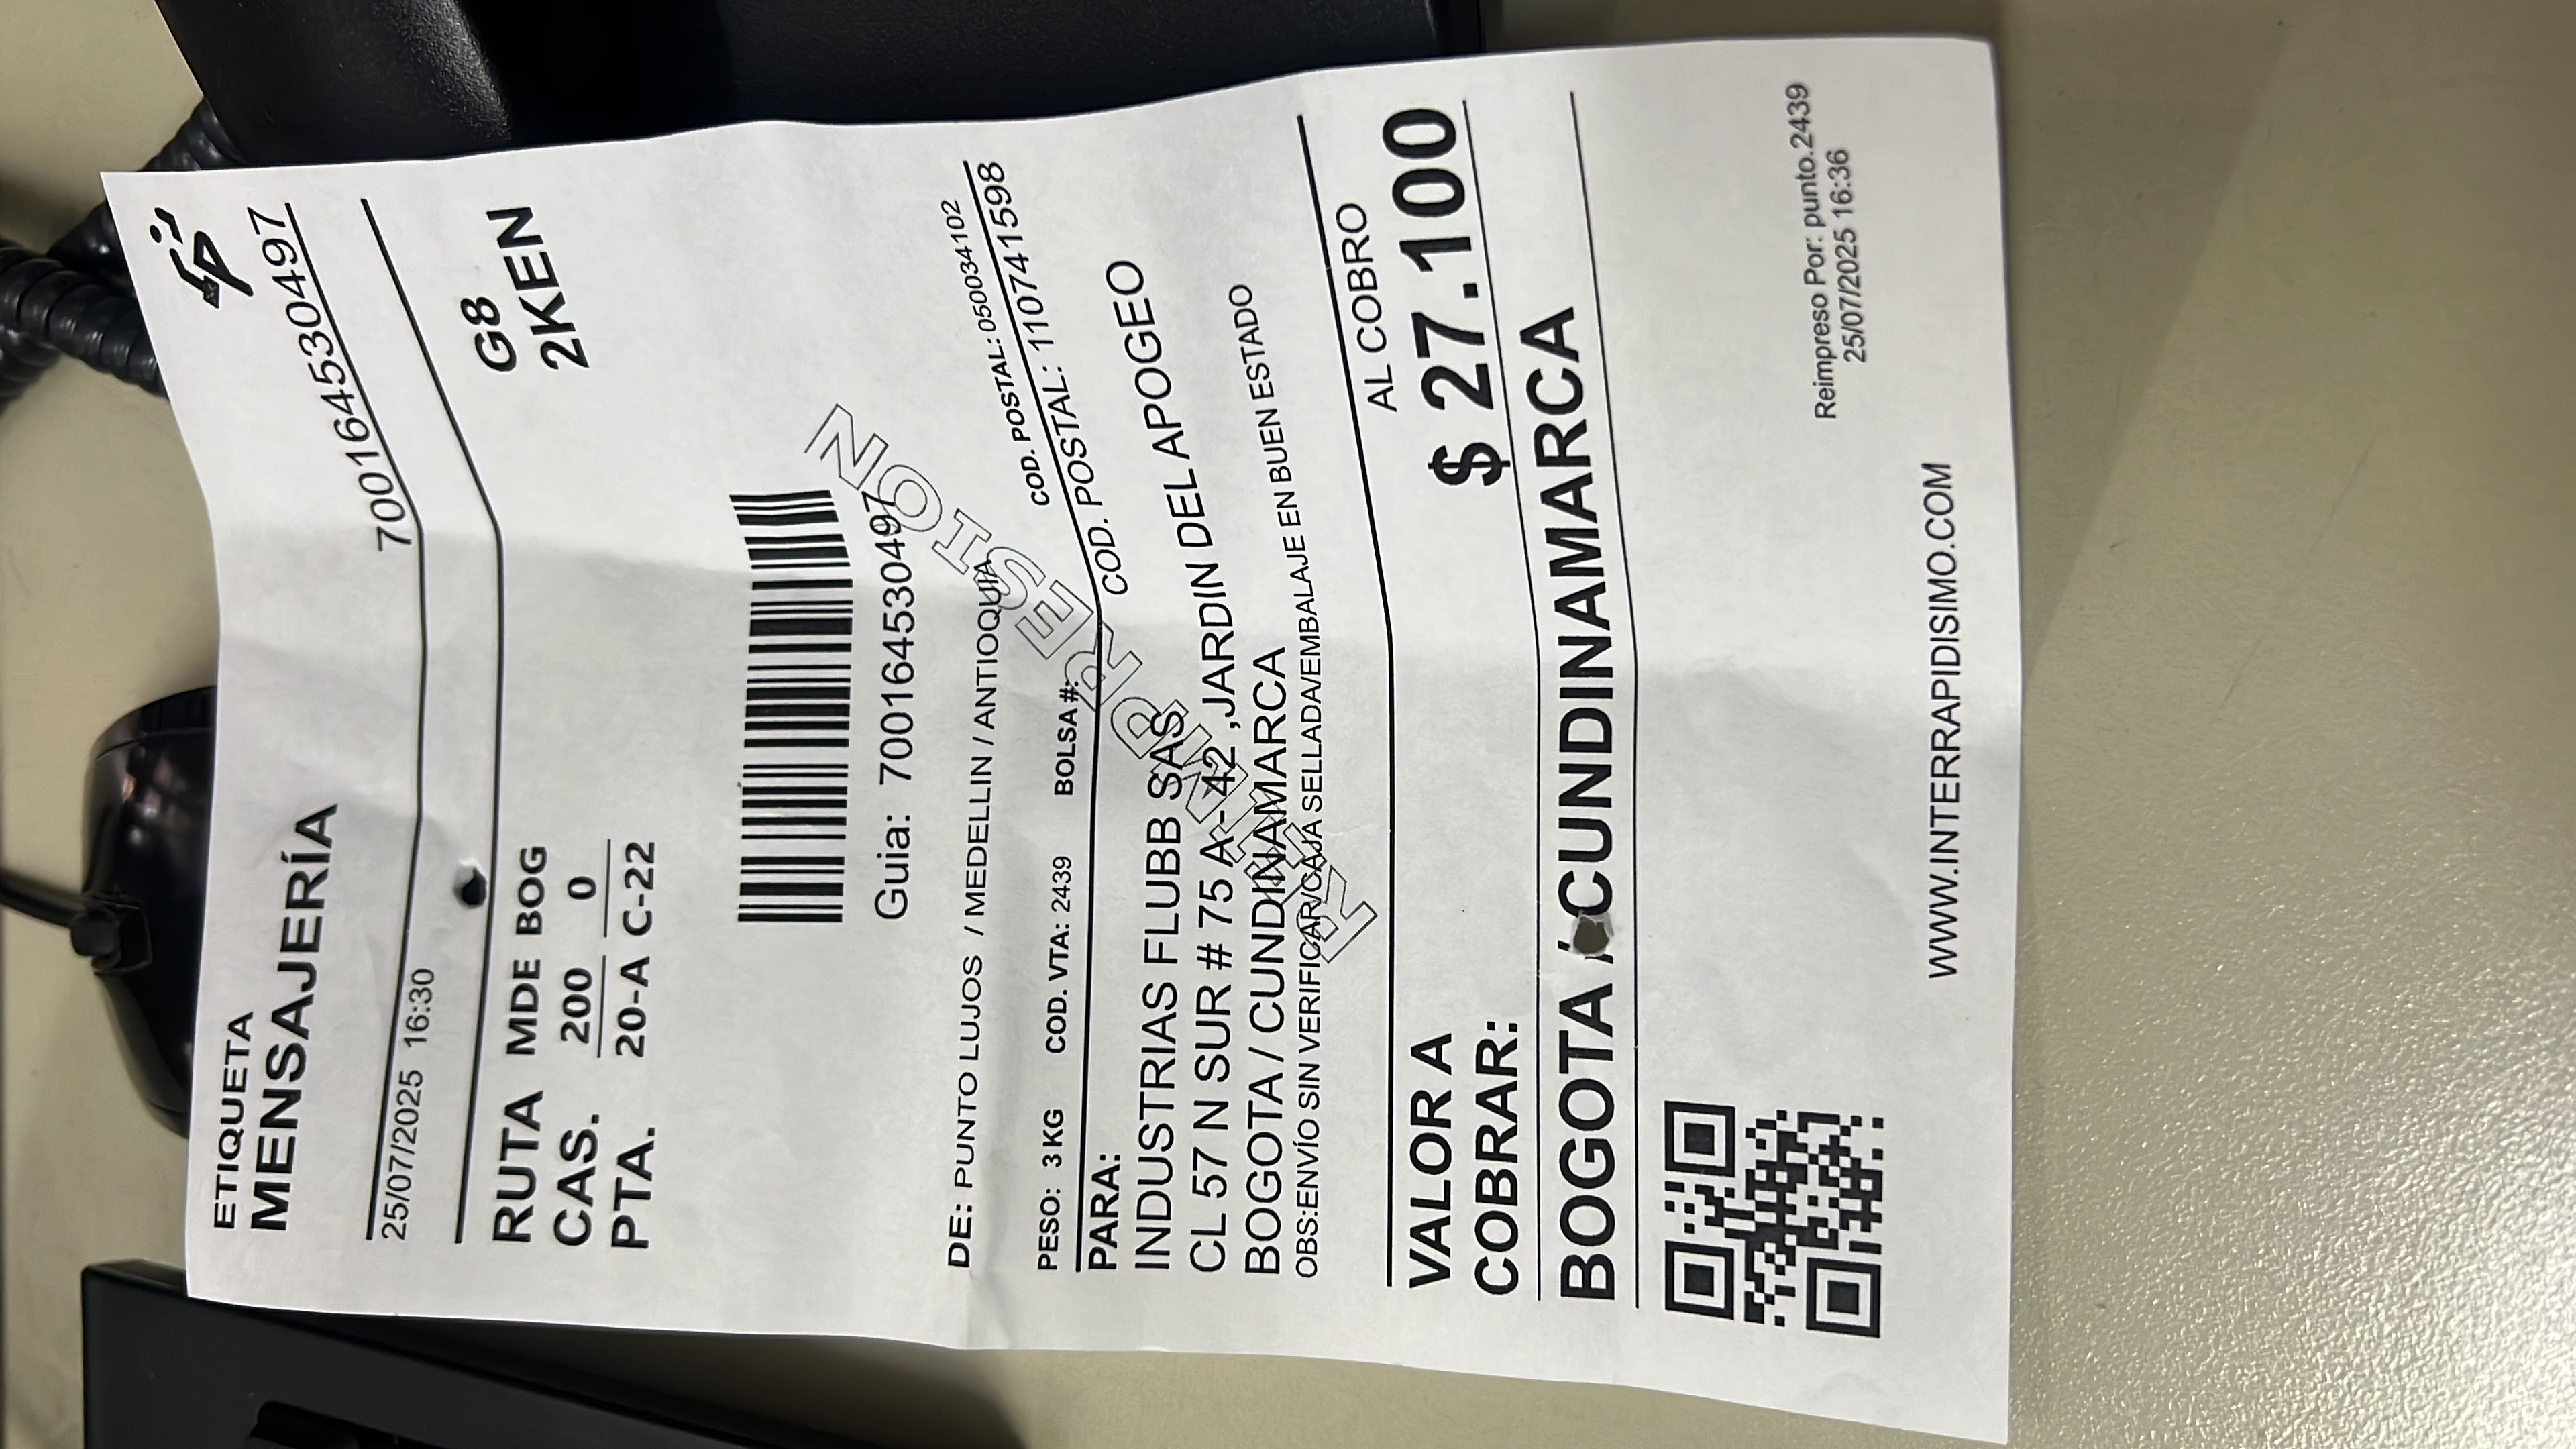 ETIQUETA
MENSAJERÍA
700164530497
25/07/2025 16:30
RUTA MDE BOG
G8
CAS. 200 0
2KEN
PTA. 20-A C-22
Guia: 700164530497
DE: PUNTO LUJOS / MEDELLIN / ANTIOQUIA
COD. POSTAL: 050034102
PESO: 3 KG COD. VTA: 2439 BOLSA #:
PARA:
COD. POSTAL: 110741598
INDUSTRIAS FLUBB SAS
CL 57 N SUR # 75 A - 42 ,JARDIN DEL APOGEO
BOGOTA / CUNDINAMARCA
OBS:ENVÍO SIN VERIFICAR/CAJA SELLADA/EMBALAJE EN BUEN ESTADO
REIMPRESION
AL COBRO
VALOR A
COBRAR:
$ 27.100
BOGOTA / CUNDINAMARCA
Reimpreso Por: punto.2439
25/07/2025 16:36
WWW.INTERRAPIDISIMO.COM